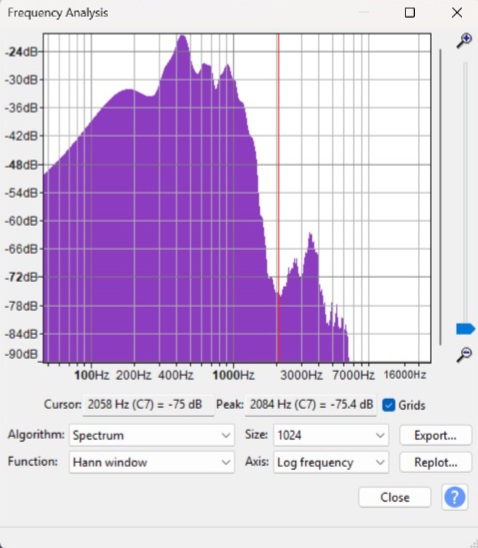 Frequency Analysis
-24dB
-30dB
-36dB
-42dB
-48dB
-54dB
-60dB
-66dB
-72dB
-78dB
-84dB
-90dB
100Hz 200Hz 400Hz 1000Hz 3000Hz 7000Hz 16000Hz
Cursor: 2058 Hz (C7) = -75 dB Peak: 2084 Hz (C7) = -75.4 dB Grids
Algorithm: Spectrum Size: 1024 Export...
Function: Hann window Axis: Log frequency Replot...
Close ?